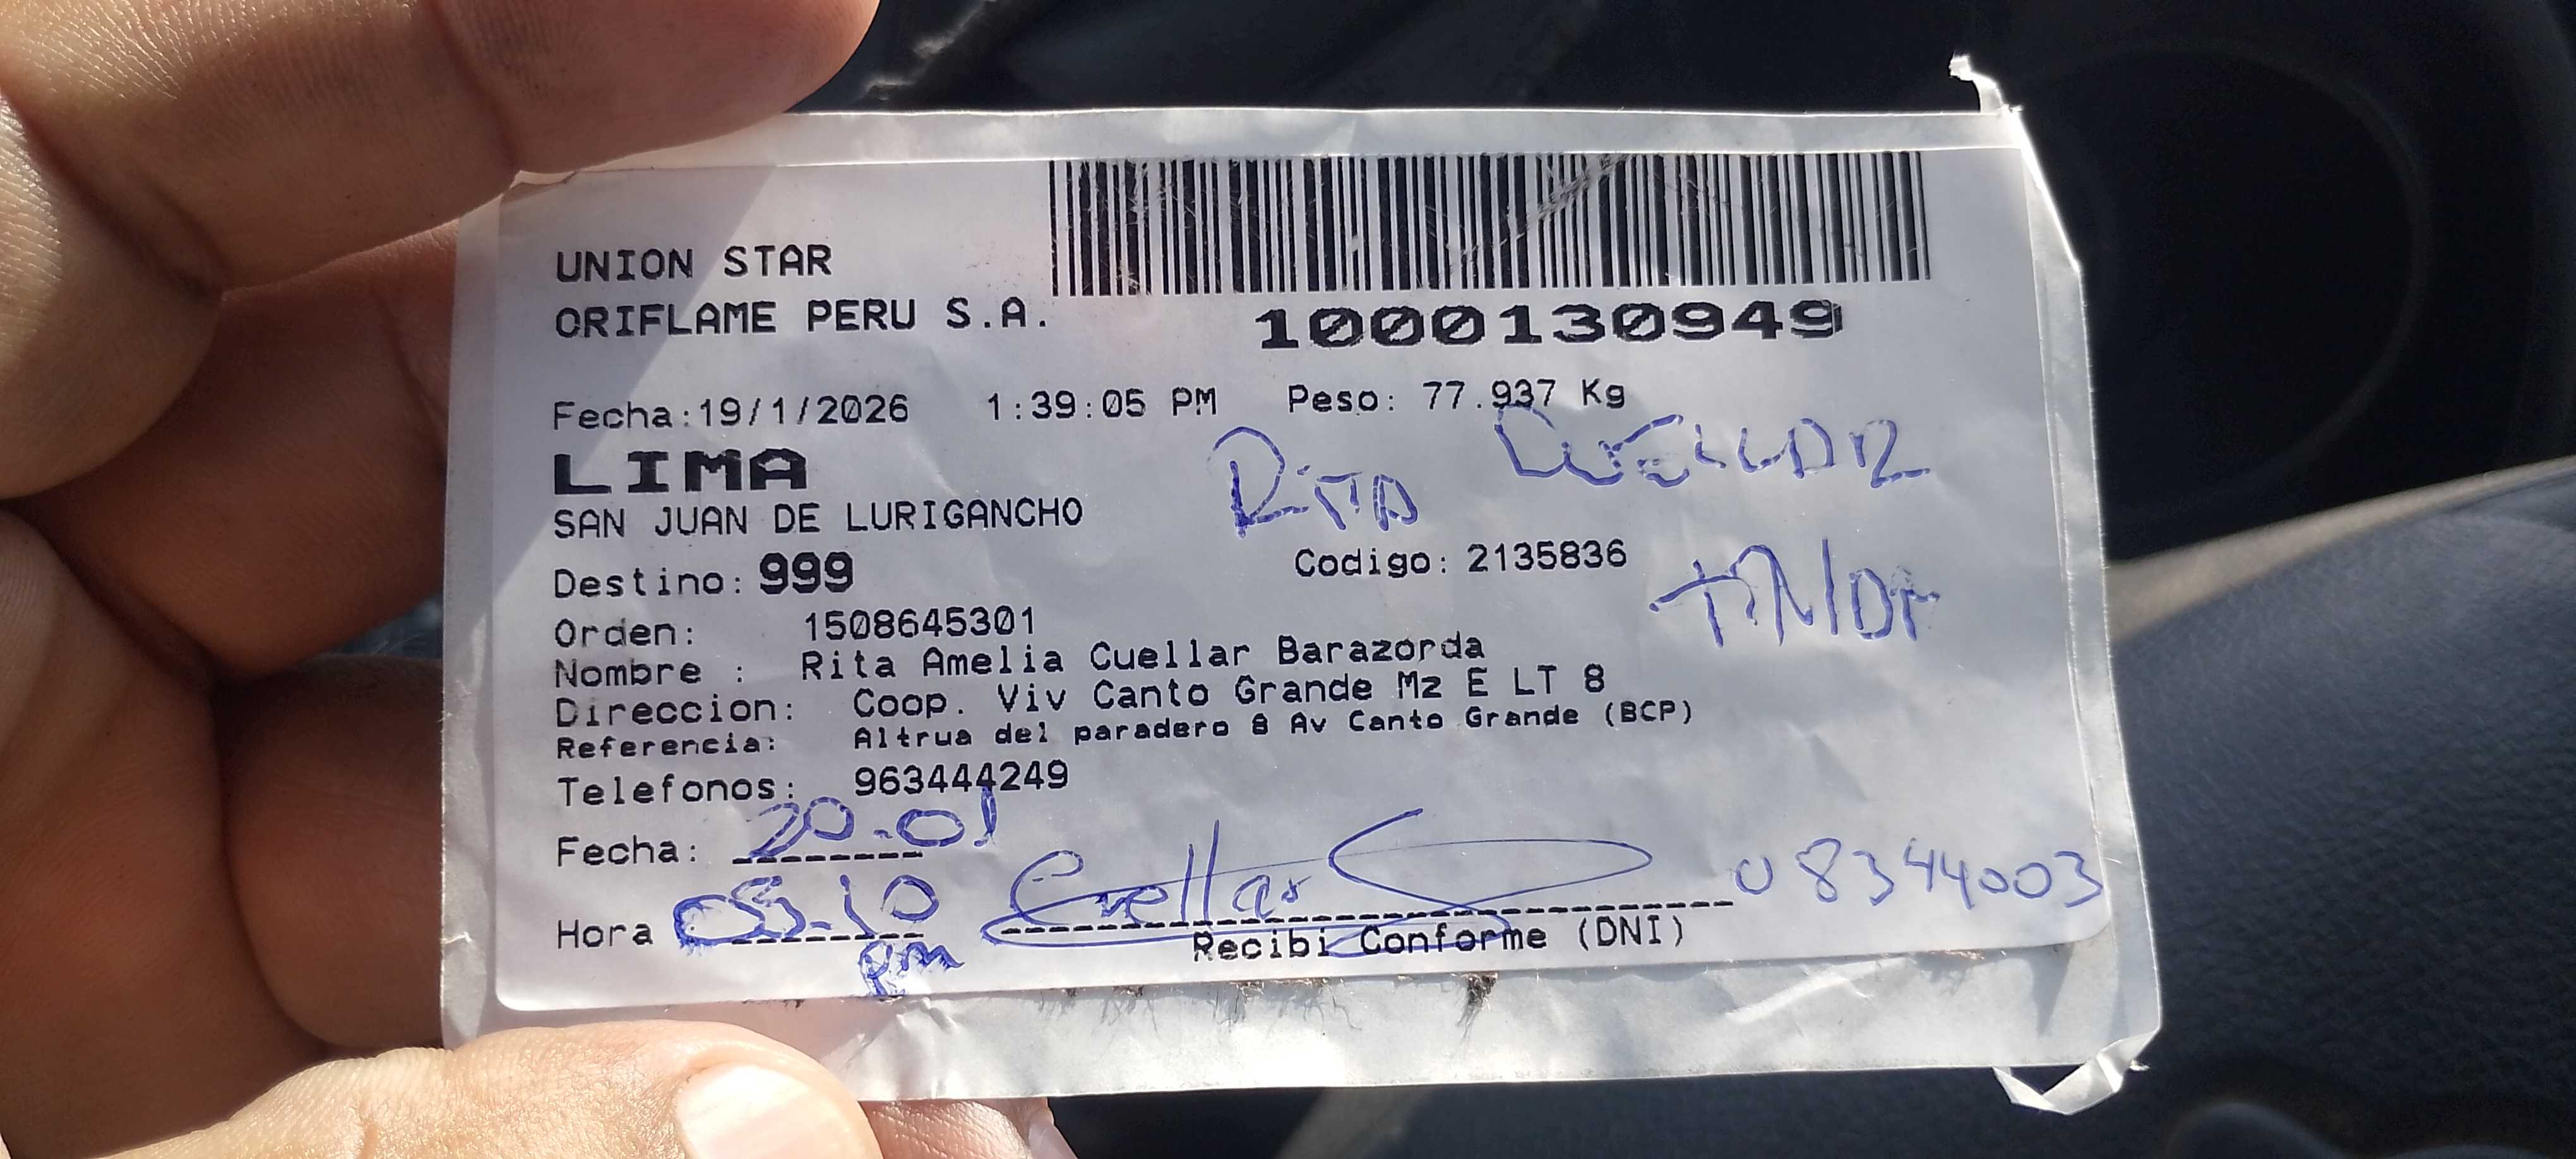 UNION STAR
ORIFLAME PERU S.A.
1000130949
Fecha:19/1/2026 1:39:05 PM Peso: 77.937 Kg
LIMA
RITA CUELLAR
SAN JUAN DE LURIGANCHO
Destino: 999 Codigo: 2135836
Orden: 1508645301
Nombre : Rita Amelia Cuellar Barazorda
Direccion: Coop. Viv Canto Grande Mz E LT 8
Referencia: Altrua del paradero 8 Av Canto Grande (BCP)
Telefonos: 963444249
Fecha: 20-01
Hora 03-10 pm Cuellar 08344003
Recibi Conforme (DNI)